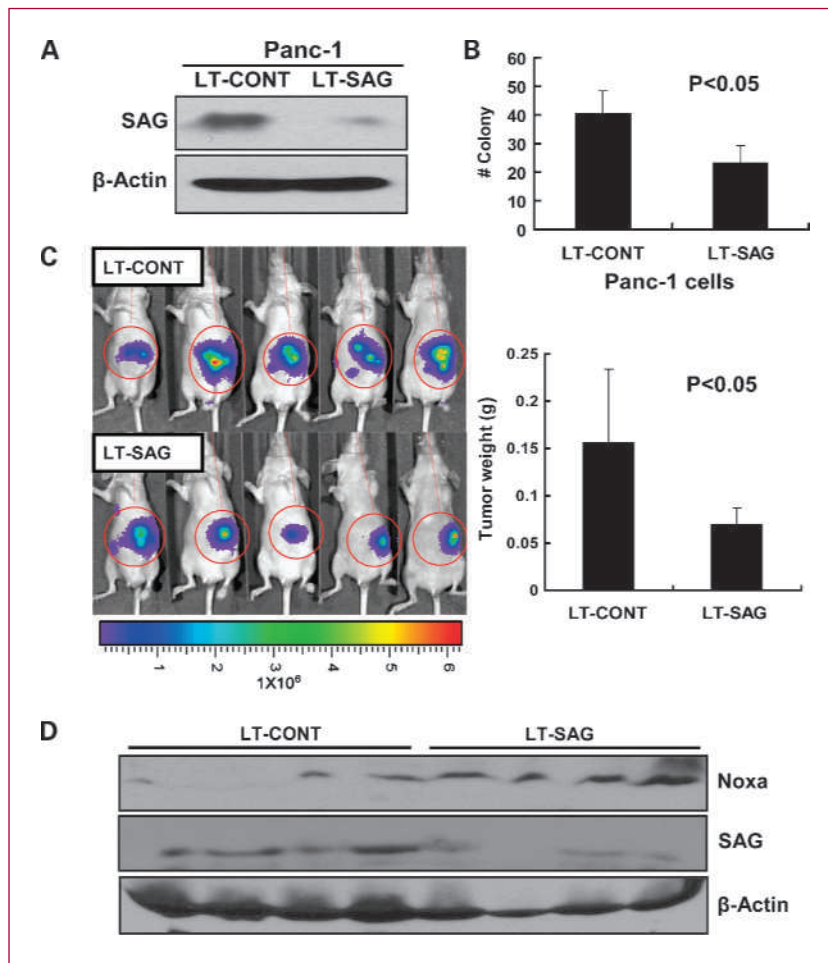 A
Panc-1
LT-CONT LT-SAG
SAG
β-Actin
B
60
50
40
30
20
10
0
# Colony
P<0.05
LT-CONT LT-SAG
Panc-1 cells
C
LT-CONT
LT-SAG
1 2 3 4 5 6
1X10⁶
0.25
0.2
0.15
0.1
0.05
0
Tumor weight (g)
P<0.05
LT-CONT LT-SAG
D
LT-CONT LT-SAG
Noxa
SAG
β-Actin